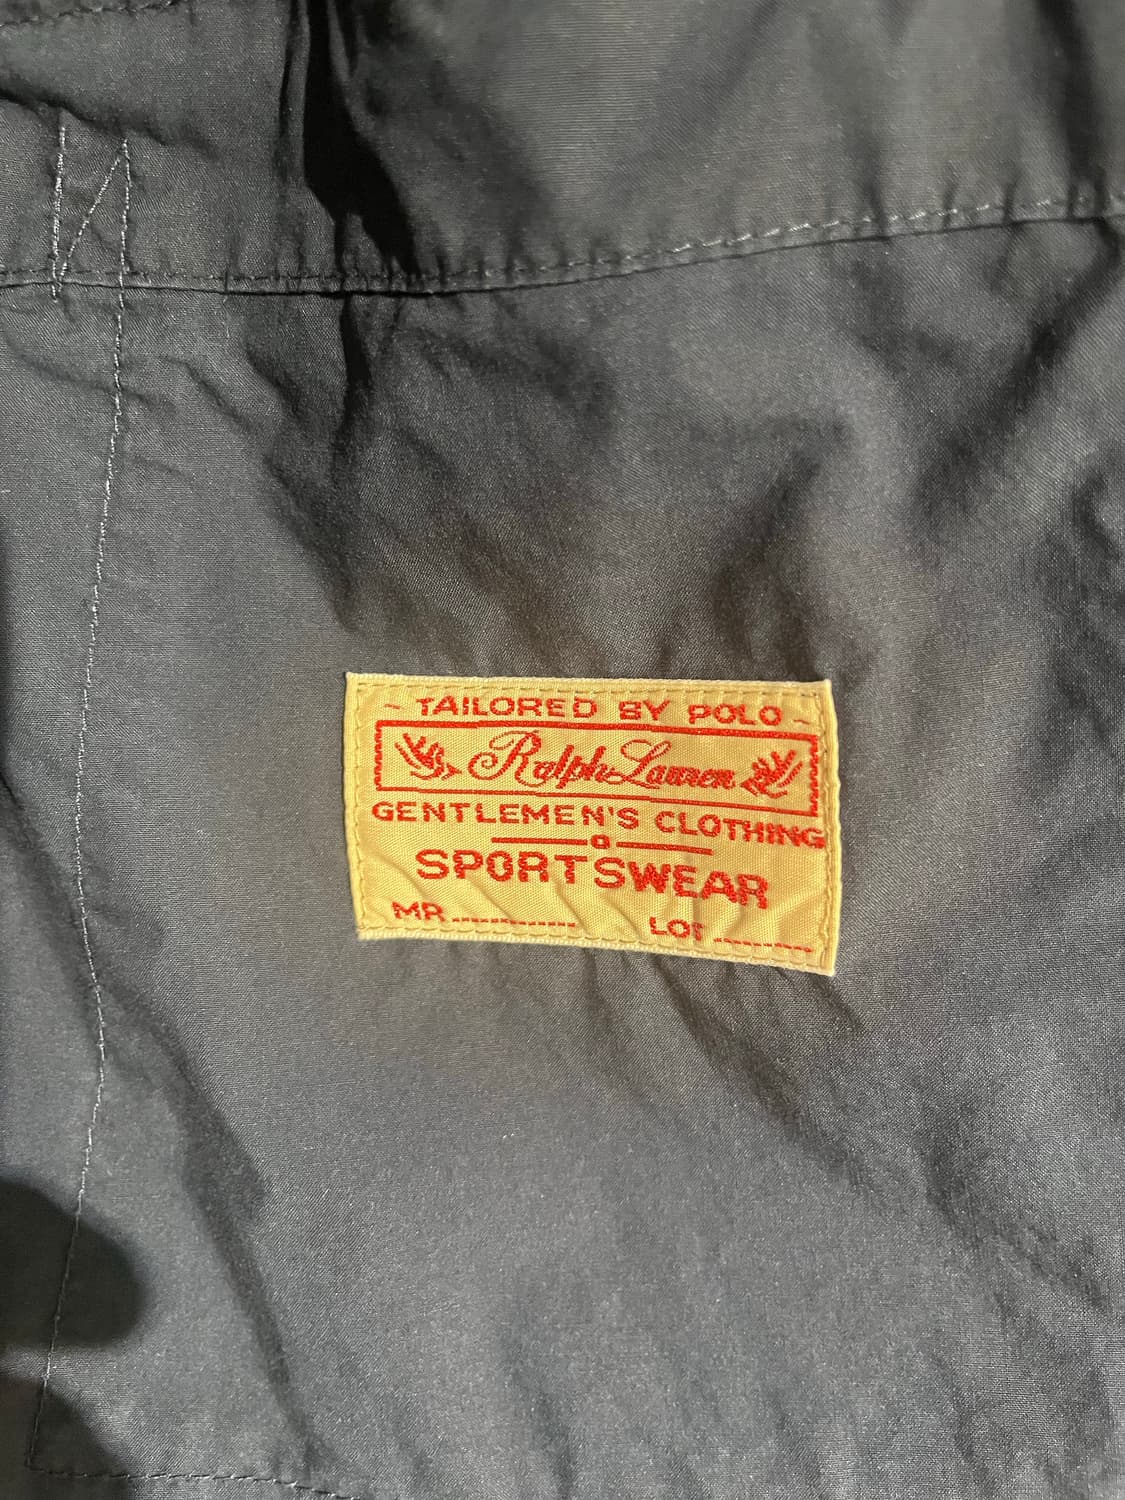 ~ TAILORED BY POLO ~
Ralph Lauren
GENTLEMEN'S CLOTHING
SPORTSWEAR
MR............ LOT..........